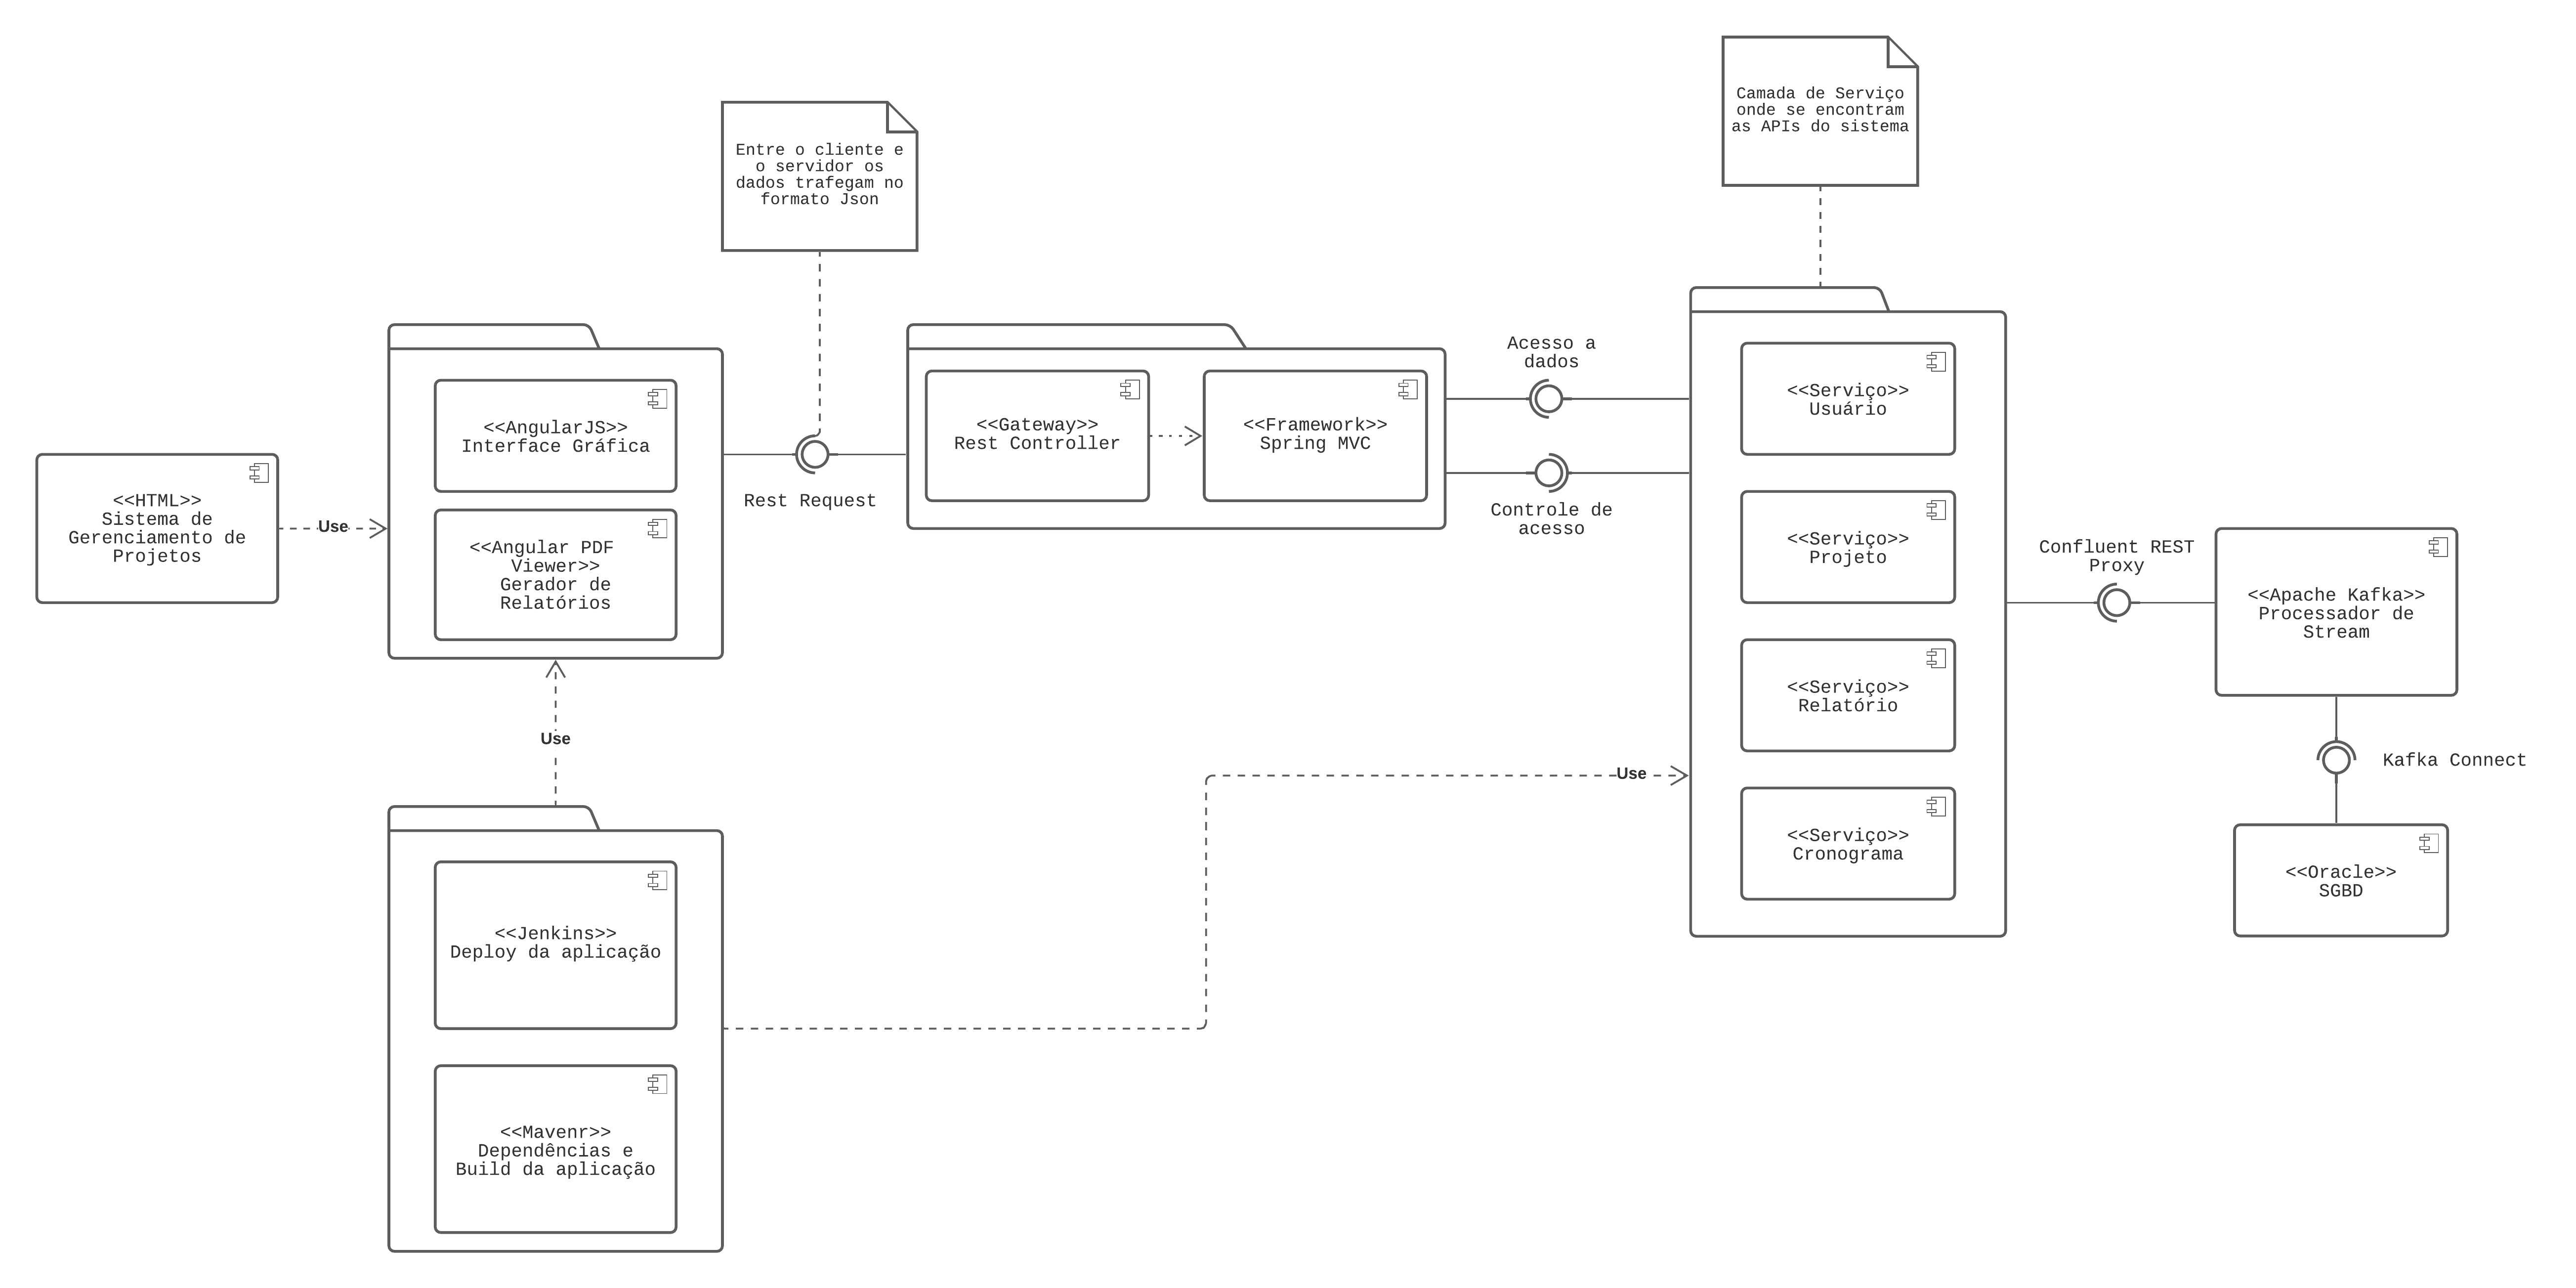 Camada de Serviço
onde se encontram
as APIs do sistema
Entre o cliente e
o servidor os
dados trafegam no
formato Json
<<HTML>>
Sistema de
Gerenciamento de
Projetos
Use
<<AngularJS>>
Interface Gráfica
<<Angular PDF
Viewer>>
Gerador de
Relatórios
Rest Request
<<Gateway>>
Rest Controller
<<Framework>>
Spring MVC
Acesso a
dados
Controle de
acesso
<<Serviço>>
Usuário
<<Serviço>>
Projeto
<<Serviço>>
Relatório
<<Serviço>>
Cronograma
Confluent REST
Proxy
<<Apache Kafka>>
Processador de
Stream
Kafka Connect
<<Oracle>>
SGBD
Use
Use
<<Jenkins>>
Deploy da aplicação
<<Mavenr>>
Dependências e
Build da aplicação